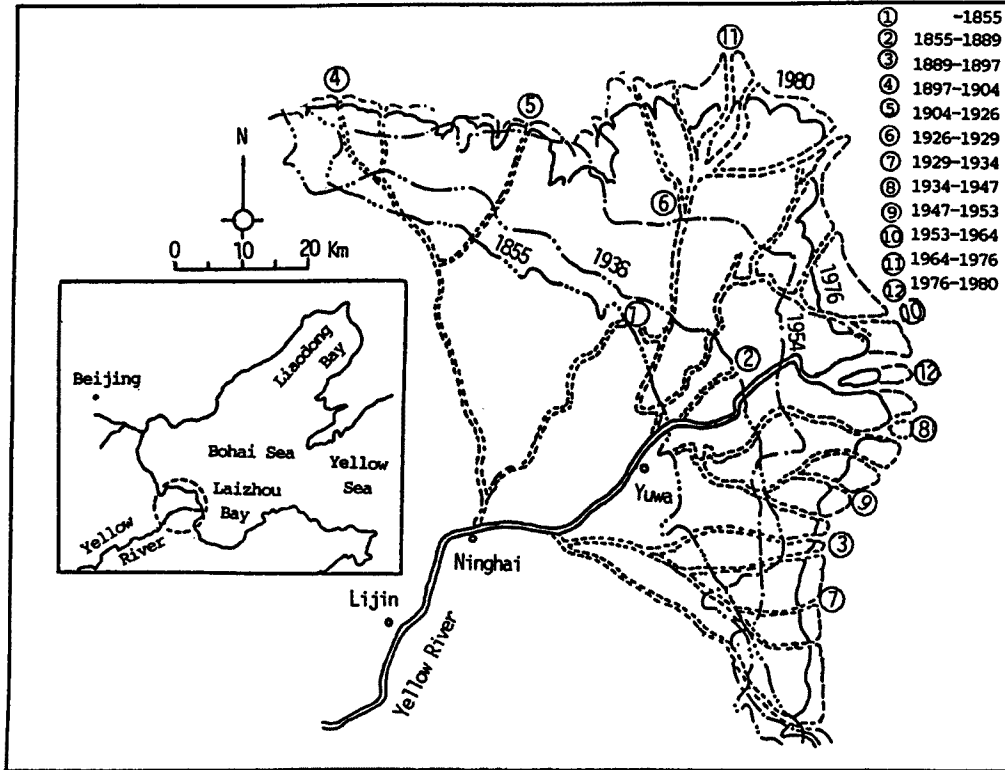 ① -1855
② 1855-1889
③ 1889-1897
④ 1897-1904
⑤ 1904-1926
⑥ 1926-1929
⑦ 1929-1934
⑧ 1934-1947
⑨ 1947-1953
⑩ 1953-1964
⑪ 1964-1976
⑫ 1976-1980
⑪
1980
④
⑤
N
⑥
0 10 20 Km
1855
1936
1976
1954
⑩
①
②
⑫
⑧
⑨
③
⑦
Yuwa
Ninghai
Lijin
Yellow River
Liaodong
Bay
Beijing
Bohai Sea
Yellow
Sea
Laizhou
Bay
Yellow
River